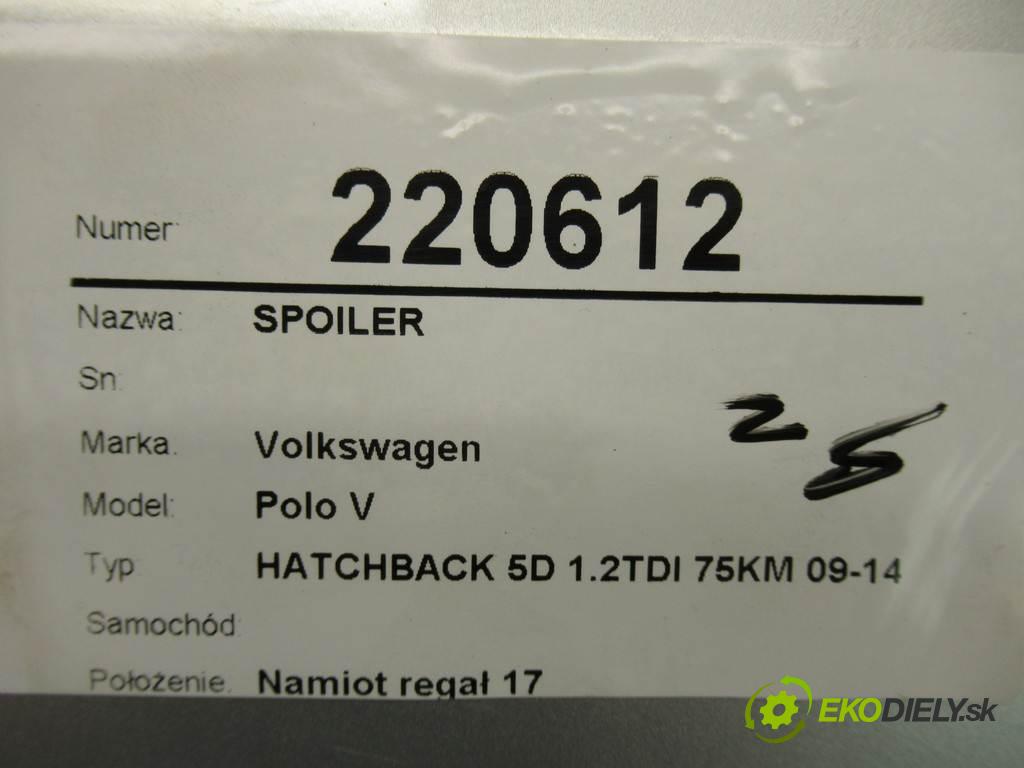 Numer: 220612
Nazwa: SPOILER
Sn:
Marka: Volkswagen
Model: Polo V
Typ: HATCHBACK 5D 1.2TDI 75KM 09-14
Samochód:
Położenie: Namiot regał 17
25
EKODIELY.sk